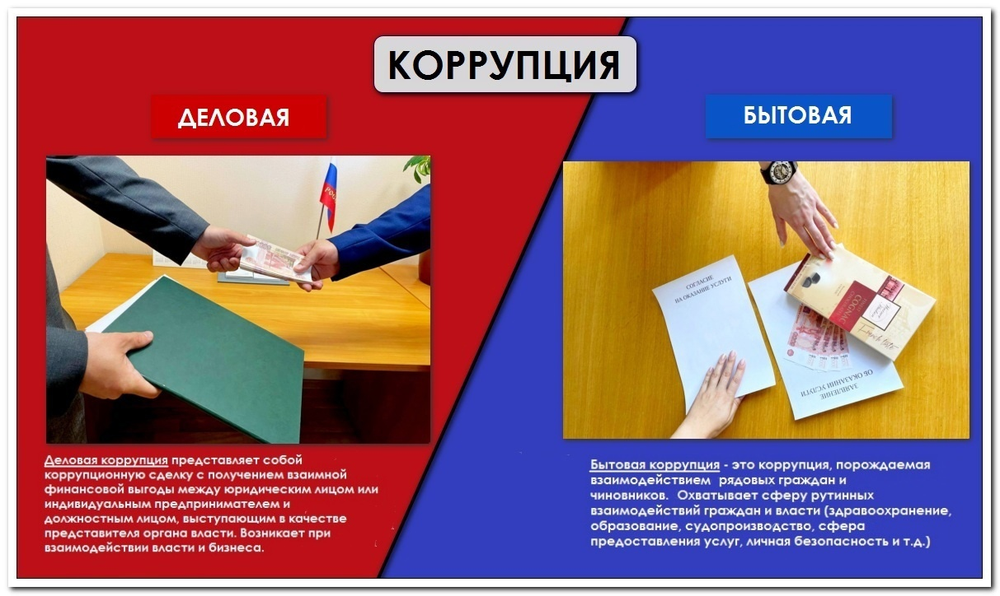 КОРРУПЦИЯ
ДЕЛОВАЯ
БЫТОВАЯ
СОГЛАСИЕ
НА ОКАЗАНИЕ УСЛУГИ
COGNAC
ЗАЯВЛЕНИЕ
ОБ ОКАЗАНИИ УСЛУГИ
Деловая коррупция представляет собой
коррупционную сделку с получением взаимной
финансовой выгоды между юридическим лицом или
индивидуальным предпринимателем и
должностным лицом, выступающим в качестве
представителя органа власти. Возникает при
взаимодействии власти и бизнеса.
Бытовая коррупция - это коррупция, порождаемая
взаимодействием рядовых граждан и
чиновников. Охватывает сферу рутинных
взаимодействий граждан и власти (здравоохранение,
образование, судопроизводство, сфера
предоставления услуг, личная безопасность и т.д.)